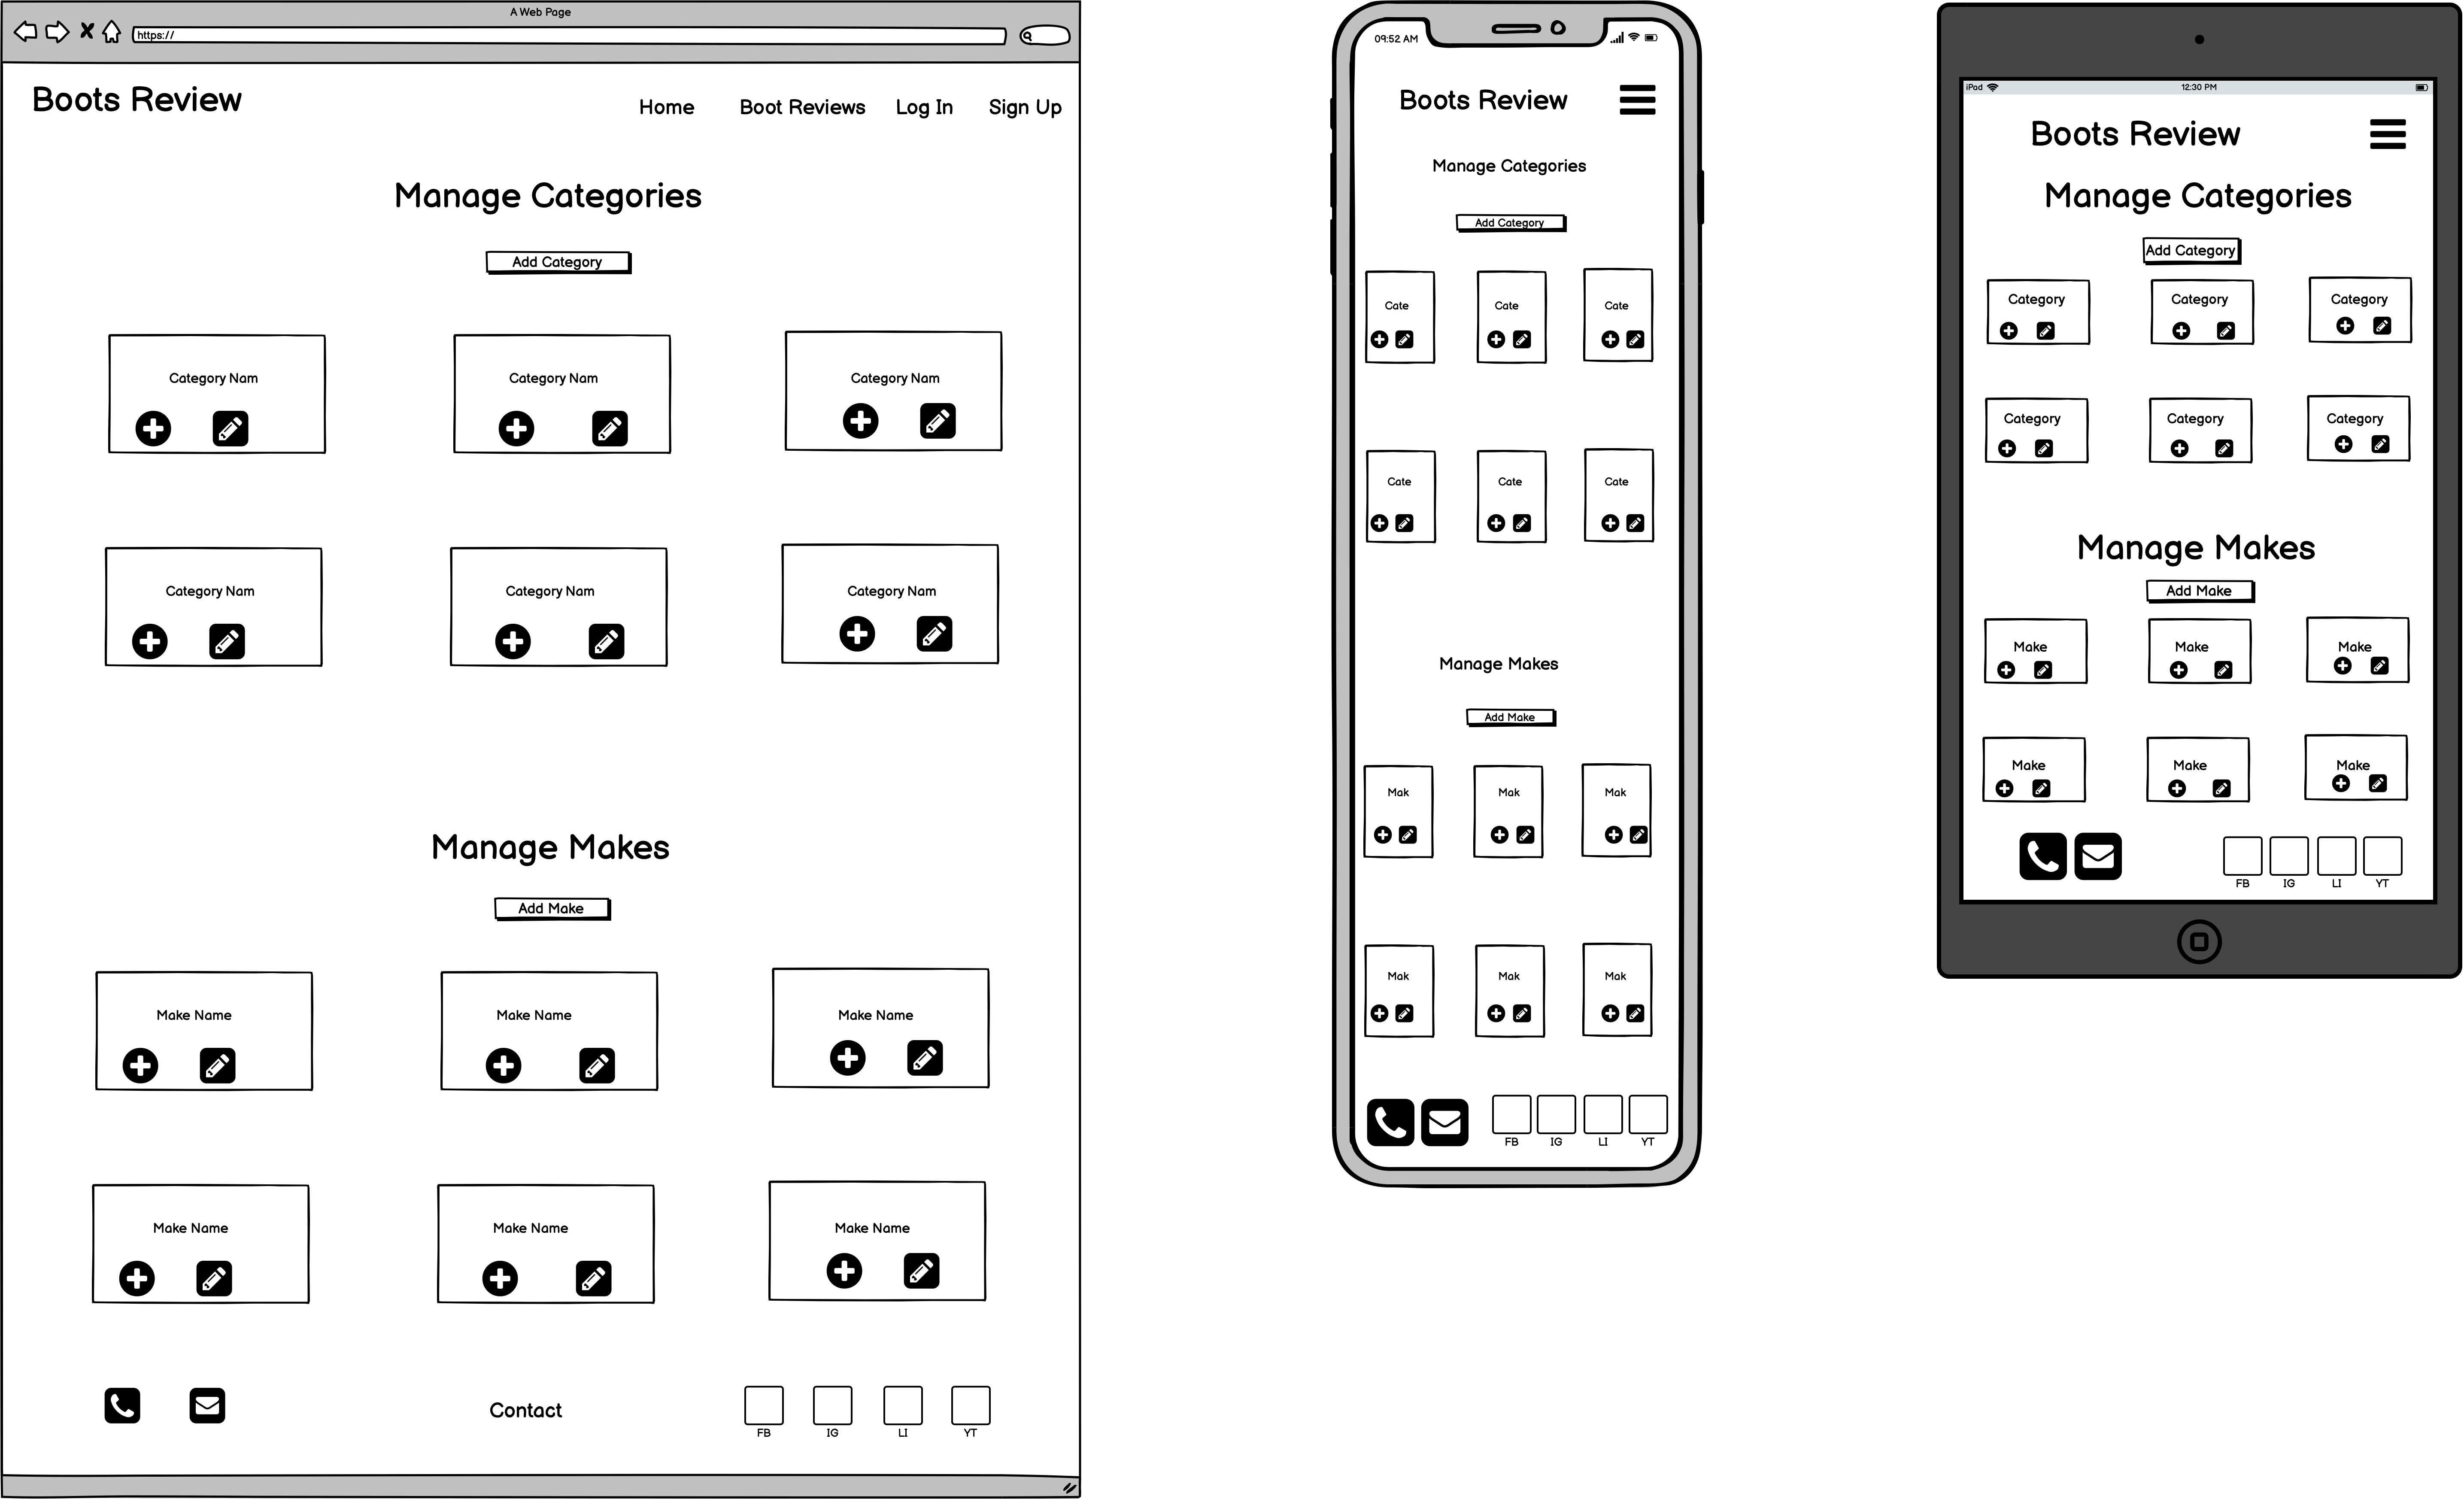 A Web Page
https://
Boots Review
Home Boot Reviews Log In Sign Up
Manage Categories
Add Category
Category Nam Category Nam Category Nam
Category Nam Category Nam Category Nam
Manage Makes
Add Make
Make Name Make Name Make Name
Make Name Make Name Make Name
Contact
FB IG LI YT
09:52 AM
Boots Review
Manage Categories
Add Category
Cate Cate Cate
Cate Cate Cate
Manage Makes
Add Make
Mak Mak Mak
Mak Mak Mak
FB IG LI YT
iPad 12:30 PM
Boots Review
Manage Categories
Add Category
Category Category Category
Category Category Category
Manage Makes
Add Make
Make Make Make
Make Make Make
FB IG LI YT